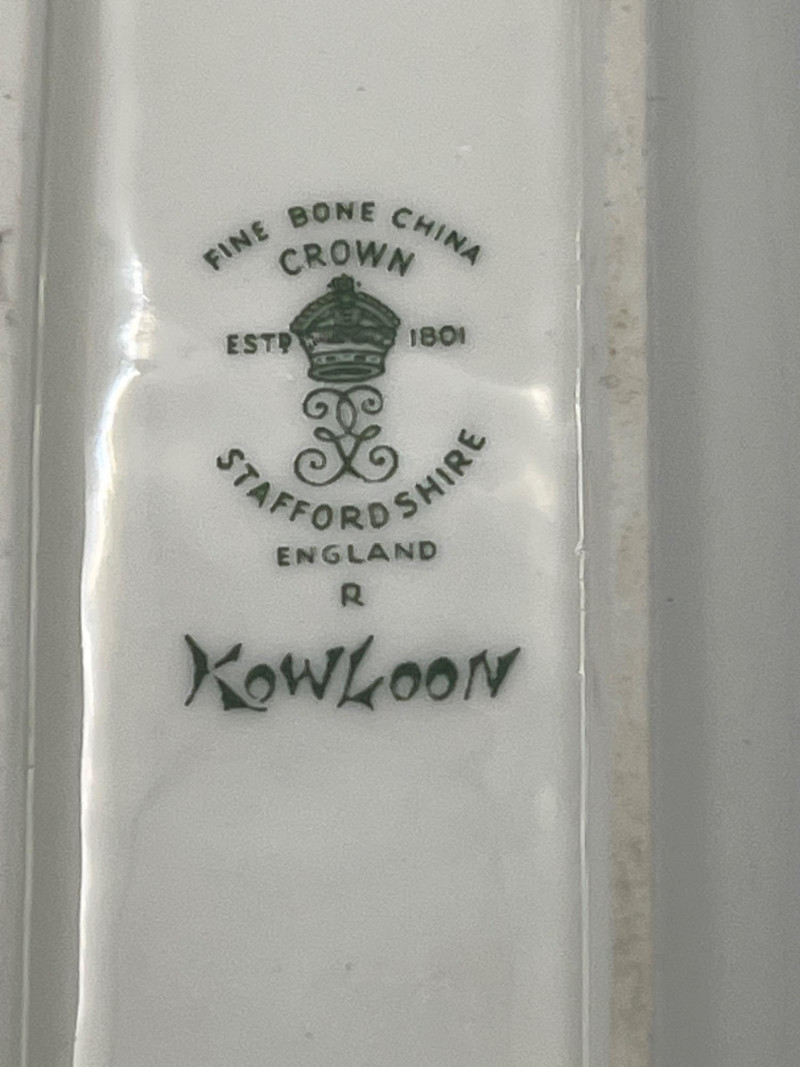 FINE BONE CHINA
CROWN
ESTD 1801
STAFFORDSHIRE
ENGLAND
R
KOWLOON